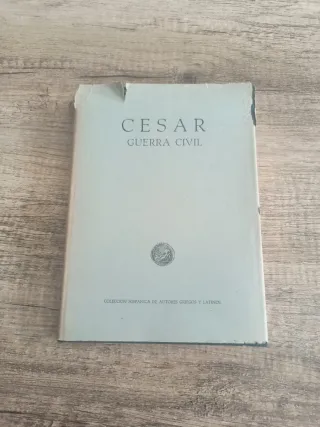 CESAR
GUERRA CIVIL
COLECCIÓN HISPÁNICA DE AUTORES GRIEGOS Y LATINOS